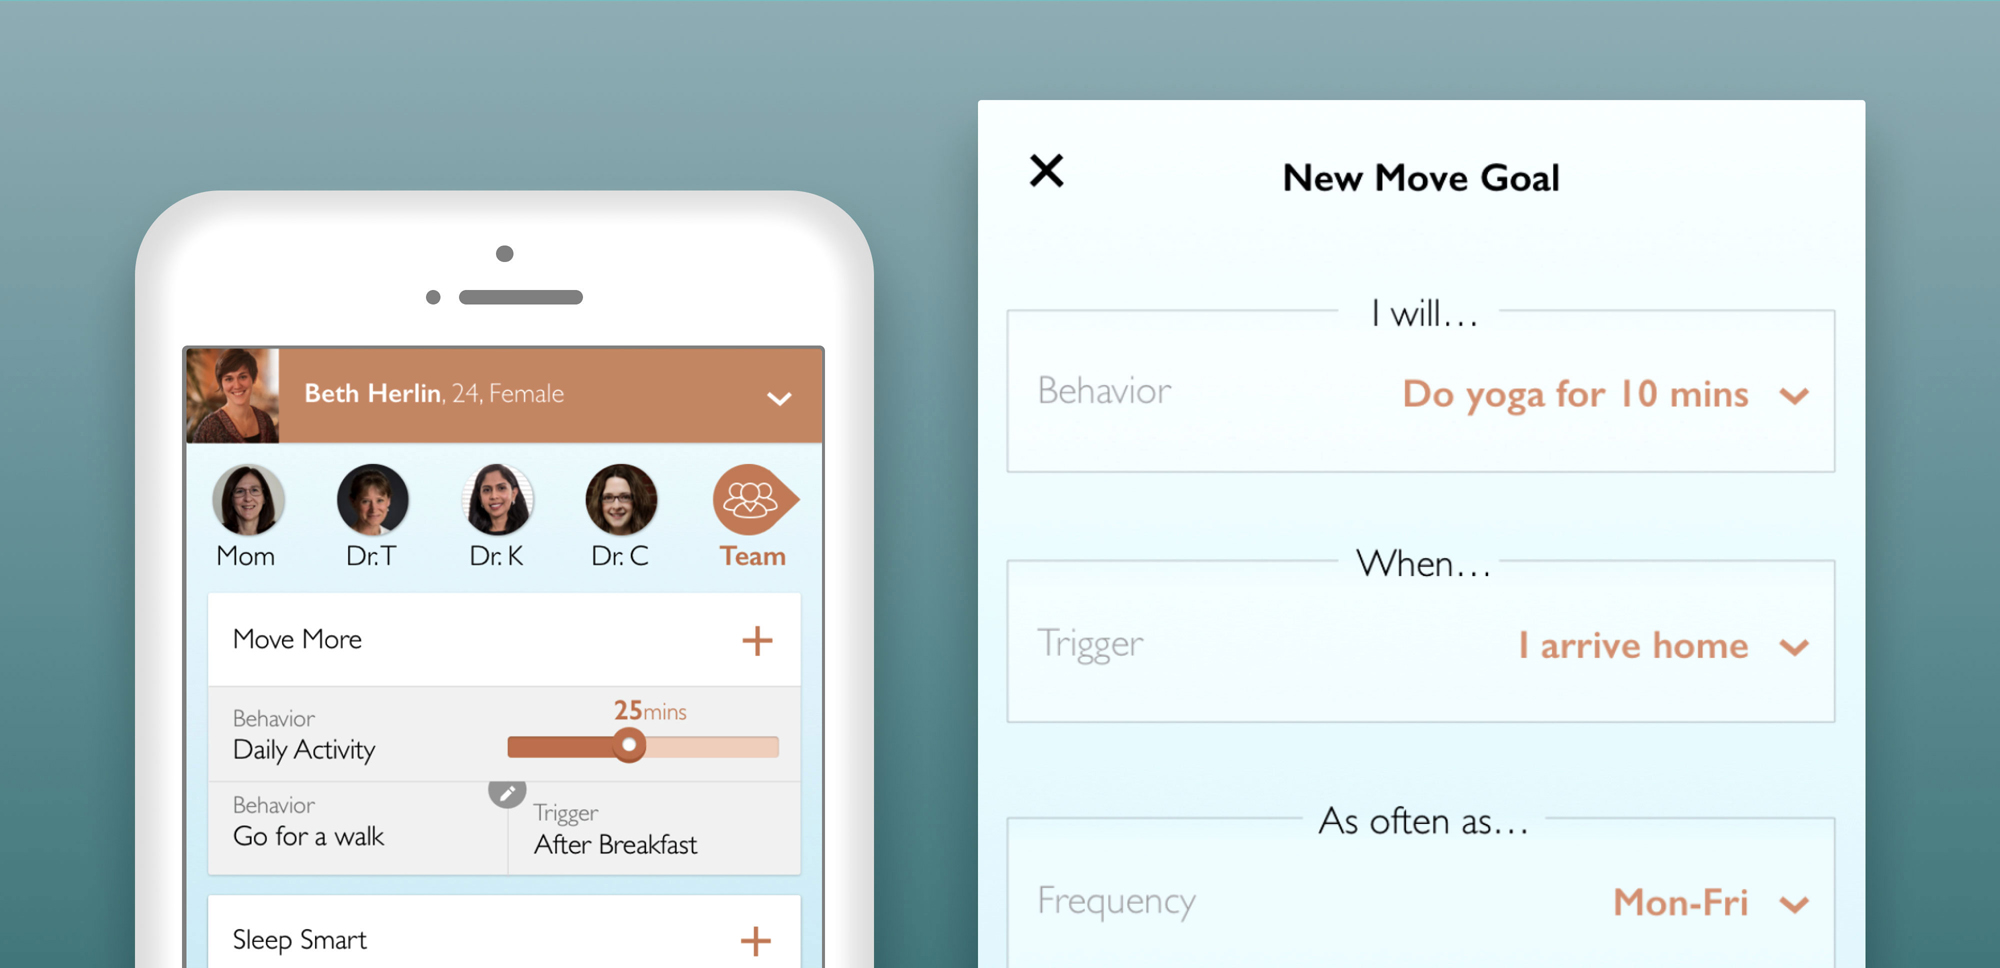 Beth Herlin, 24, Female
Mom
Dr. T
Dr. K
Dr. C
Team
Move More
Behavior
Daily Activity
25mins
Behavior
Go for a walk
Trigger
After Breakfast
Sleep Smart
New Move Goal
I will...
Behavior
Do yoga for 10 mins
When...
Trigger
I arrive home
As often as...
Frequency
Mon-Fri